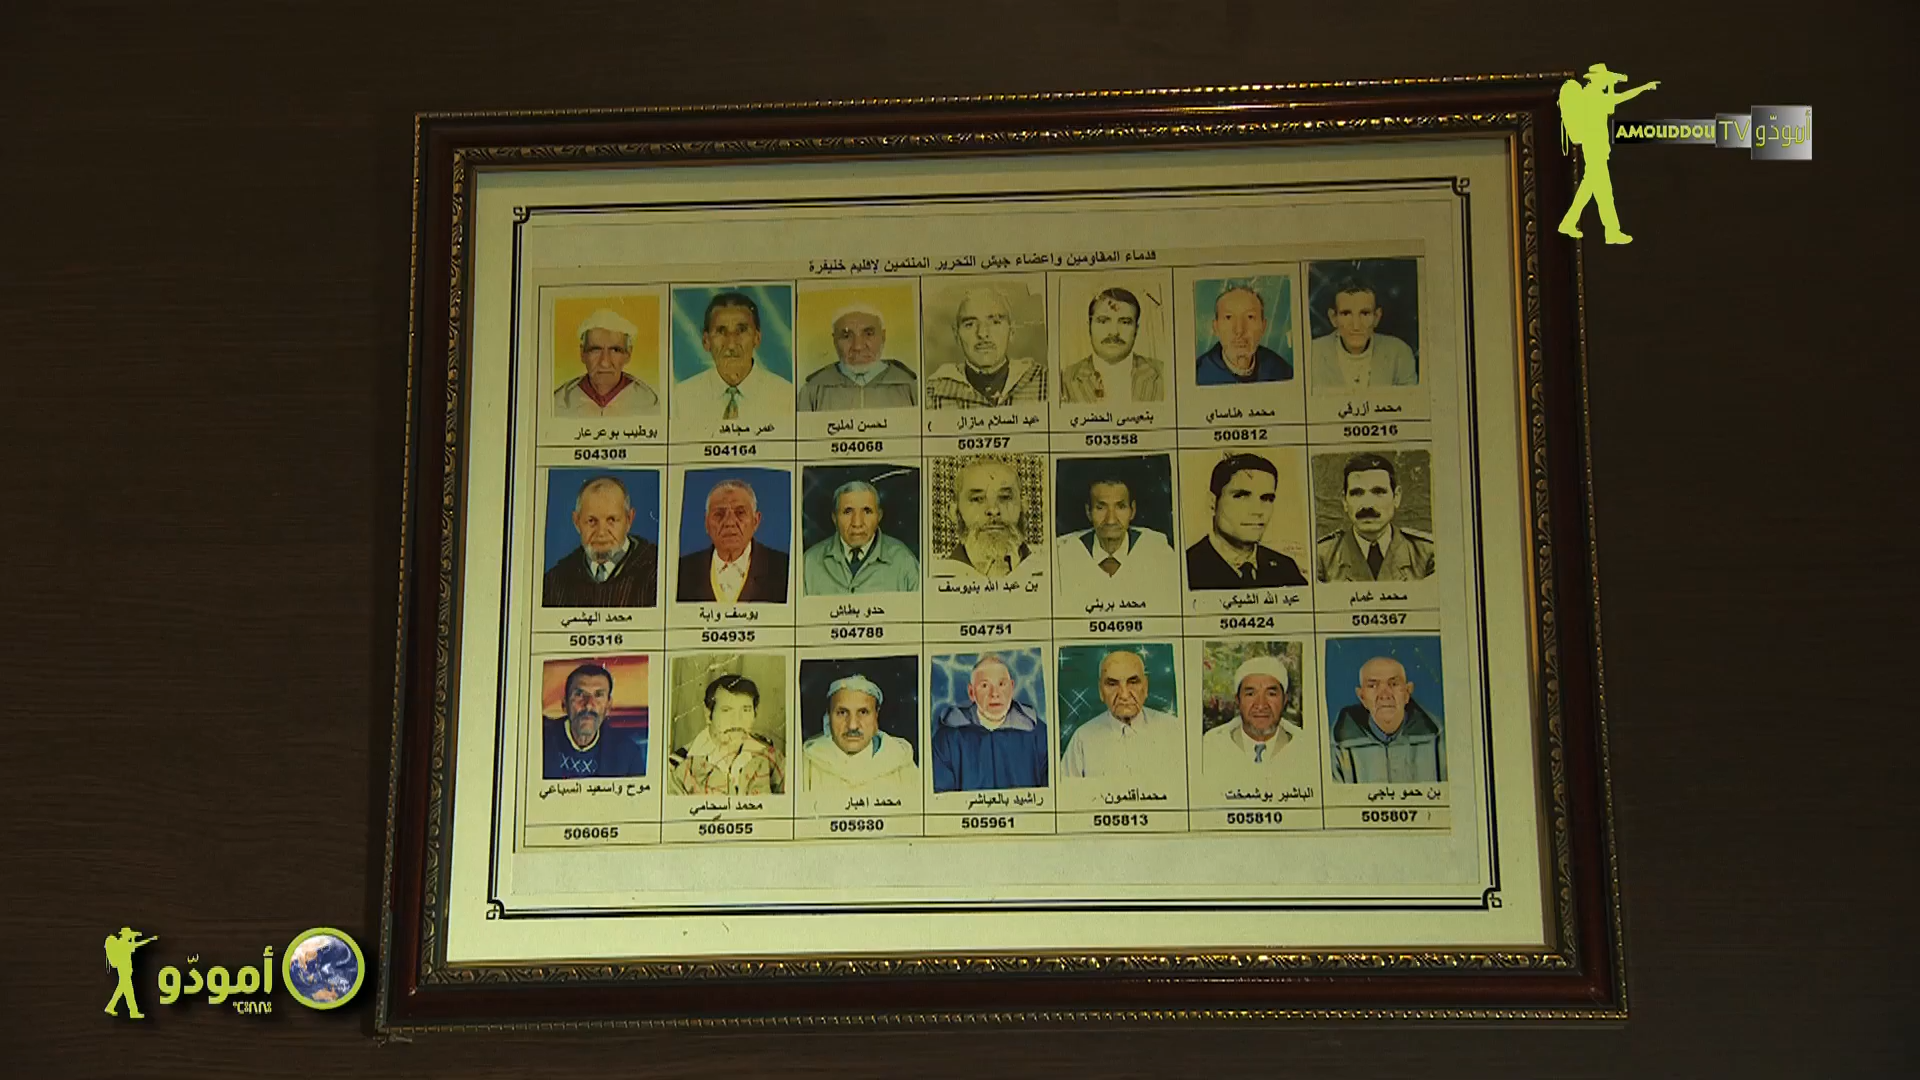 AMOUDDOU TV أمودّو
قدماء المقاومين واعضاء جيش التحرير المنتمين لإقليم خنيفرة
محمد أزرقي
محمد هناساي
بنعيسى الحضري
عبد السلام مازال
لحسن لمليح
عمر مجاهد
بوطيب بوعرعار
500216
500812
503558
503757
504068
504164
504308
محمد غمام
عبد الله الشيكي
محمد بريني
بن عبد الله بنيوسف
حدو بطاش
يوسف وابة
محمد الهشمي
504367
504424
504698
504751
504788
504935
505316
بن حمو باجي
الباشير بوشمخت
محمدأقلمون
راشيد بالعياشي
محمد اهبار
محمد أسحامي
موح واسعيد السباعي
505807
505810
505813
505961
505980
506055
506065
أمودّو